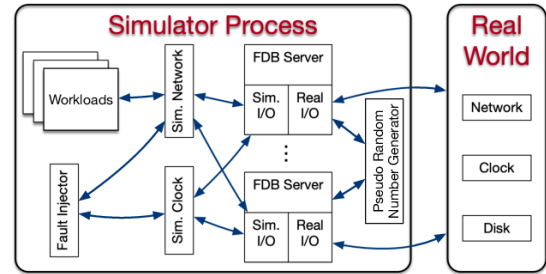 Simulator Process
Real
World
Workloads
Sim. Network
FDB Server
Sim.
I/O
Real
I/O
Fault Injector
Sim. Clock
...
FDB Server
Sim.
I/O
Real
I/O
Pseudo Random
Number Generator
Network
Clock
Disk